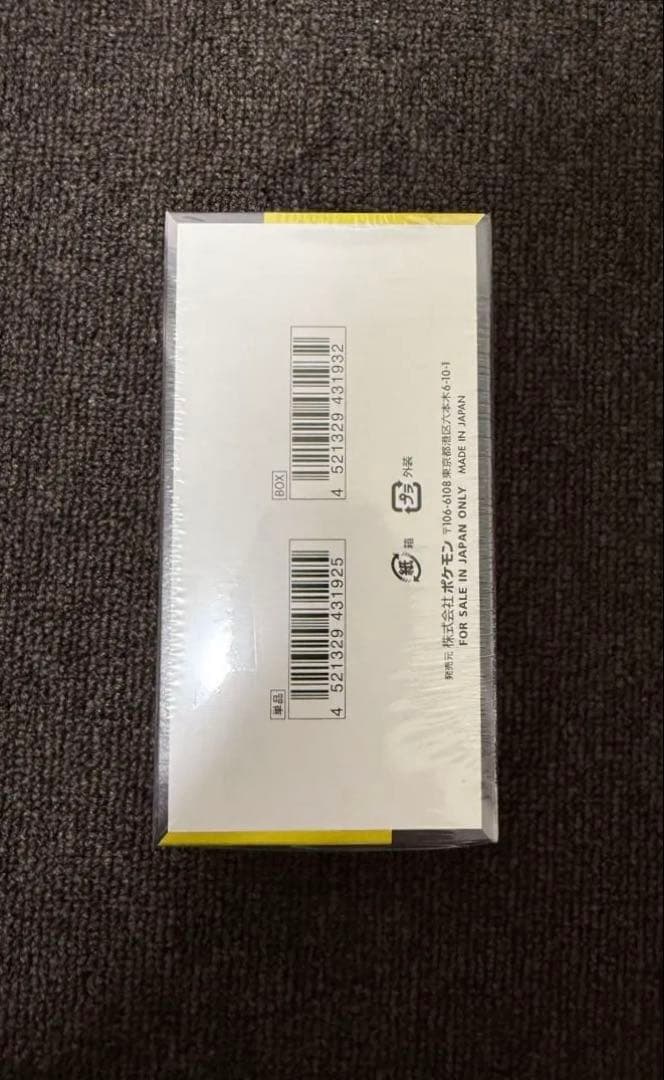 単品
4 521329 431925
BOX
4 521329 431932
紙 箱
プラ 外装
発売元 株式会社ポケモン 〒106-6108 東京都港区六本木6-10-1
FOR SALE IN JAPAN ONLY MADE IN JAPAN